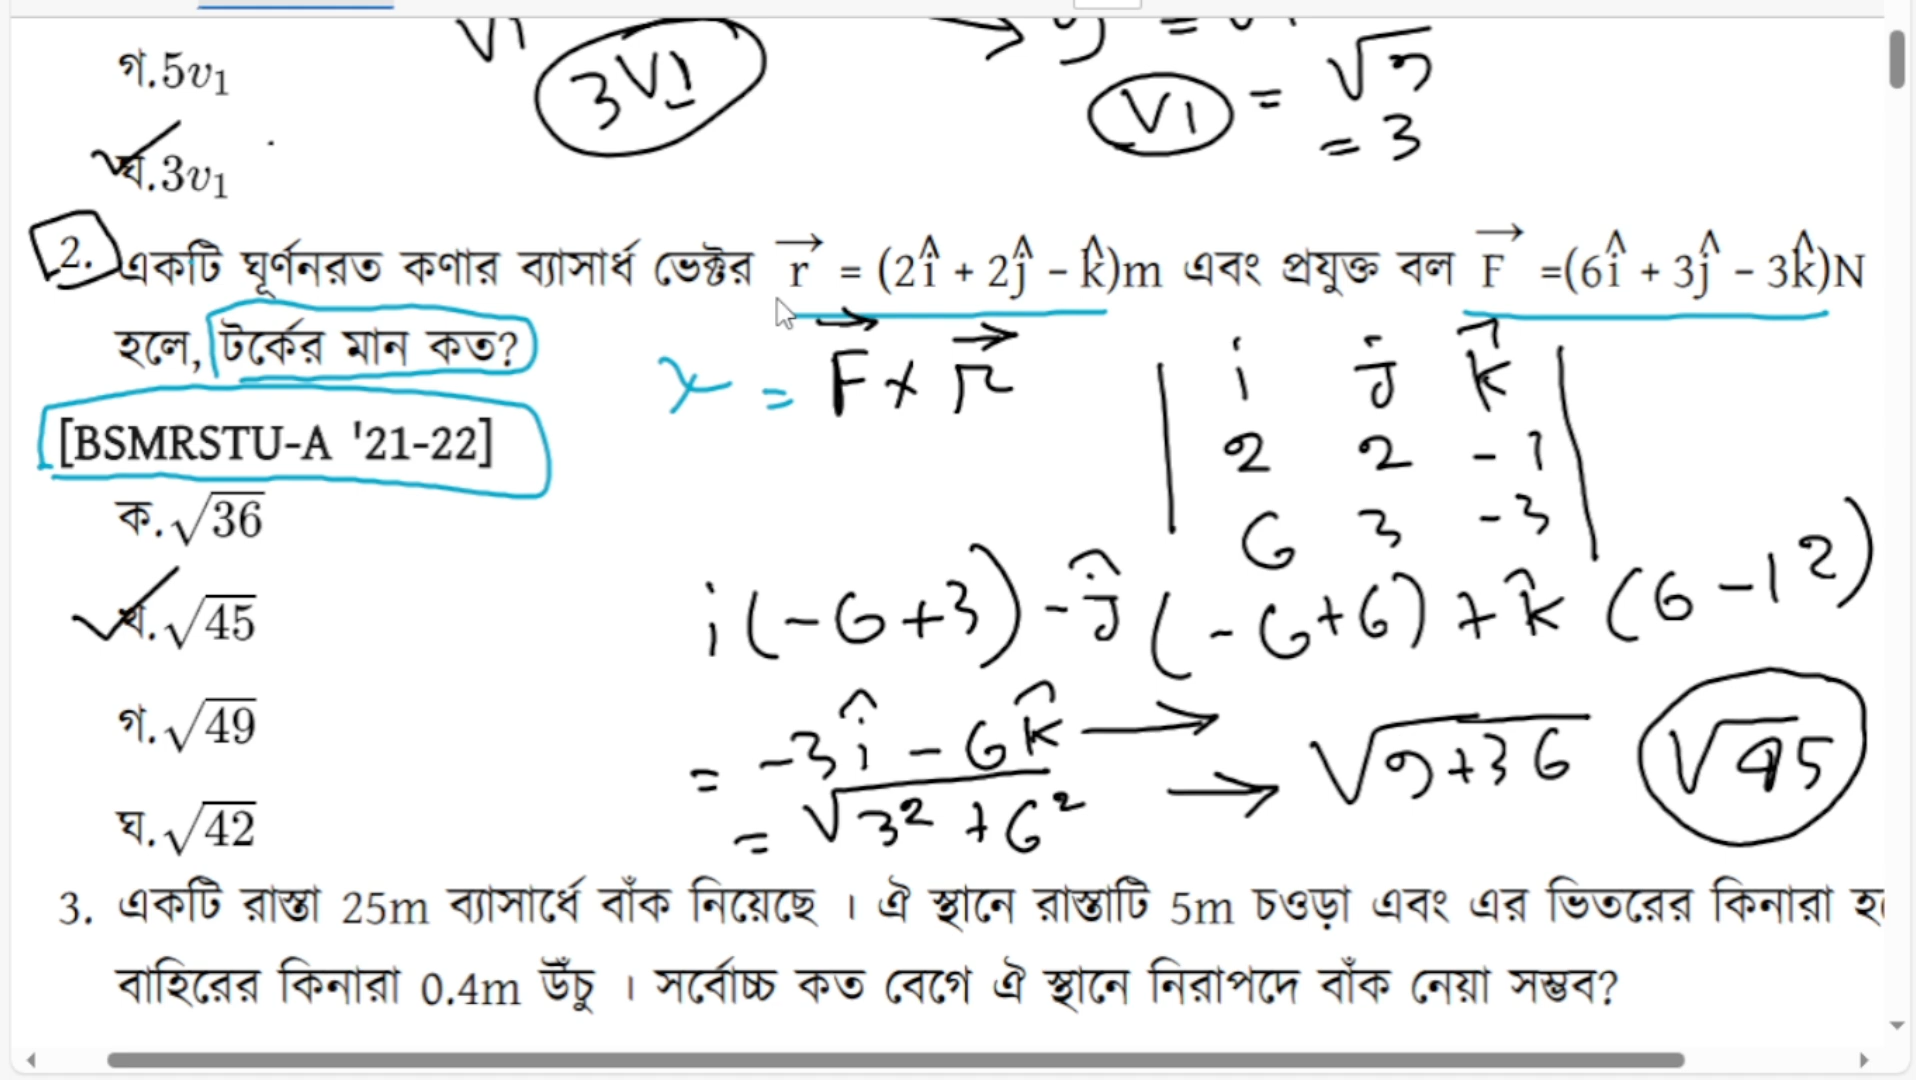 গ.5v₁
3V1
V1 = √9
= 3
ঘ.3v₁
2. একটি ঘূর্ণনরত কণার ব্যাসার্ধ ভেক্টর r⃗ = (2î + 2ĵ - k̂)m এবং প্রযুক্ত বল F⃗ =(6î + 3ĵ - 3k̂)N
হলে, টর্কের মান কত?
= F⃗ × r⃗
i j k
2 2 -1
6 3 -3
[BSMRSTU-A '21-22]
ক.√36
খ.√45
i(-6+3) - ĵ(-6+6) + k̂(6-12)
গ.√49
= -3î - 6k̂ → 
= √3² + 6² → √9+36 √45
ঘ.√42
3. একটি রাস্তা 25m ব্যাসার্ধে বাঁক নিয়েছে । ঐ স্থানে রাস্তাটি 5m চওড়া এবং এর ভিতরের কিনারা
বাহিরের কিনারা 0.4m উঁচু । সর্বোচ্চ কত বেগে ঐ স্থানে নিরাপদে বাঁক নেয়া সম্ভব?